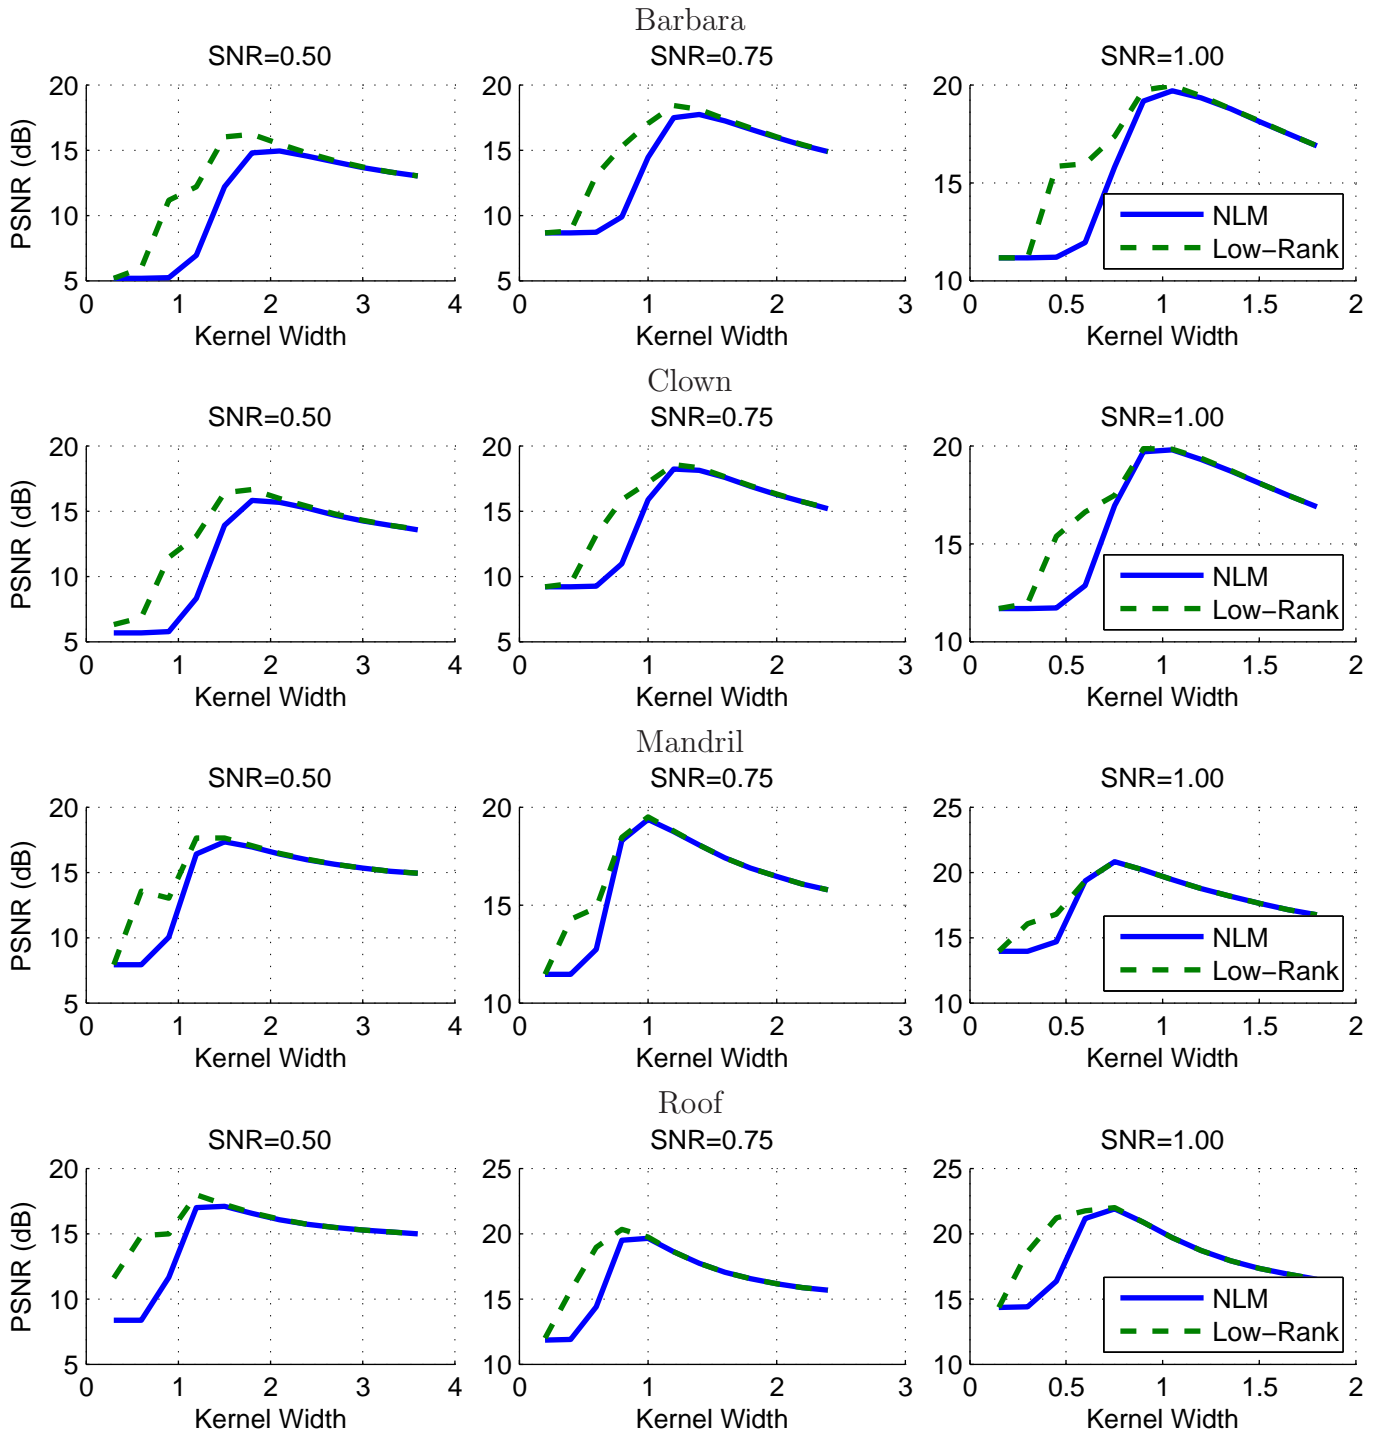 Barbara
SNR=0.50 SNR=0.75 SNR=1.00
20 20 20
PSNR (dB)
15 15 15
10 10
5 5 10
0 1 2 3 4 0 1 2 3 0 0.5 1 1.5 2
Kernel Width Kernel Width Kernel Width
NLM
Low−Rank
Clown
SNR=0.50 SNR=0.75 SNR=1.00
20 20 20
PSNR (dB)
15 15 15
10 10
5 5 10
0 1 2 3 4 0 1 2 3 0 0.5 1 1.5 2
Kernel Width Kernel Width Kernel Width
NLM
Low−Rank
Mandril
SNR=0.50 SNR=0.75 SNR=1.00
20 20 25
PSNR (dB)
15 15 20
10 15
5 10 10
0 1 2 3 4 0 1 2 3 0 0.5 1 1.5 2
Kernel Width Kernel Width Kernel Width
NLM
Low−Rank
Roof
SNR=0.50 SNR=0.75 SNR=1.00
20 25 25
PSNR (dB)
15 20 20
10 15 15
5 10 10
0 1 2 3 4 0 1 2 3 0 0.5 1 1.5 2
Kernel Width Kernel Width Kernel Width
NLM
Low−Rank